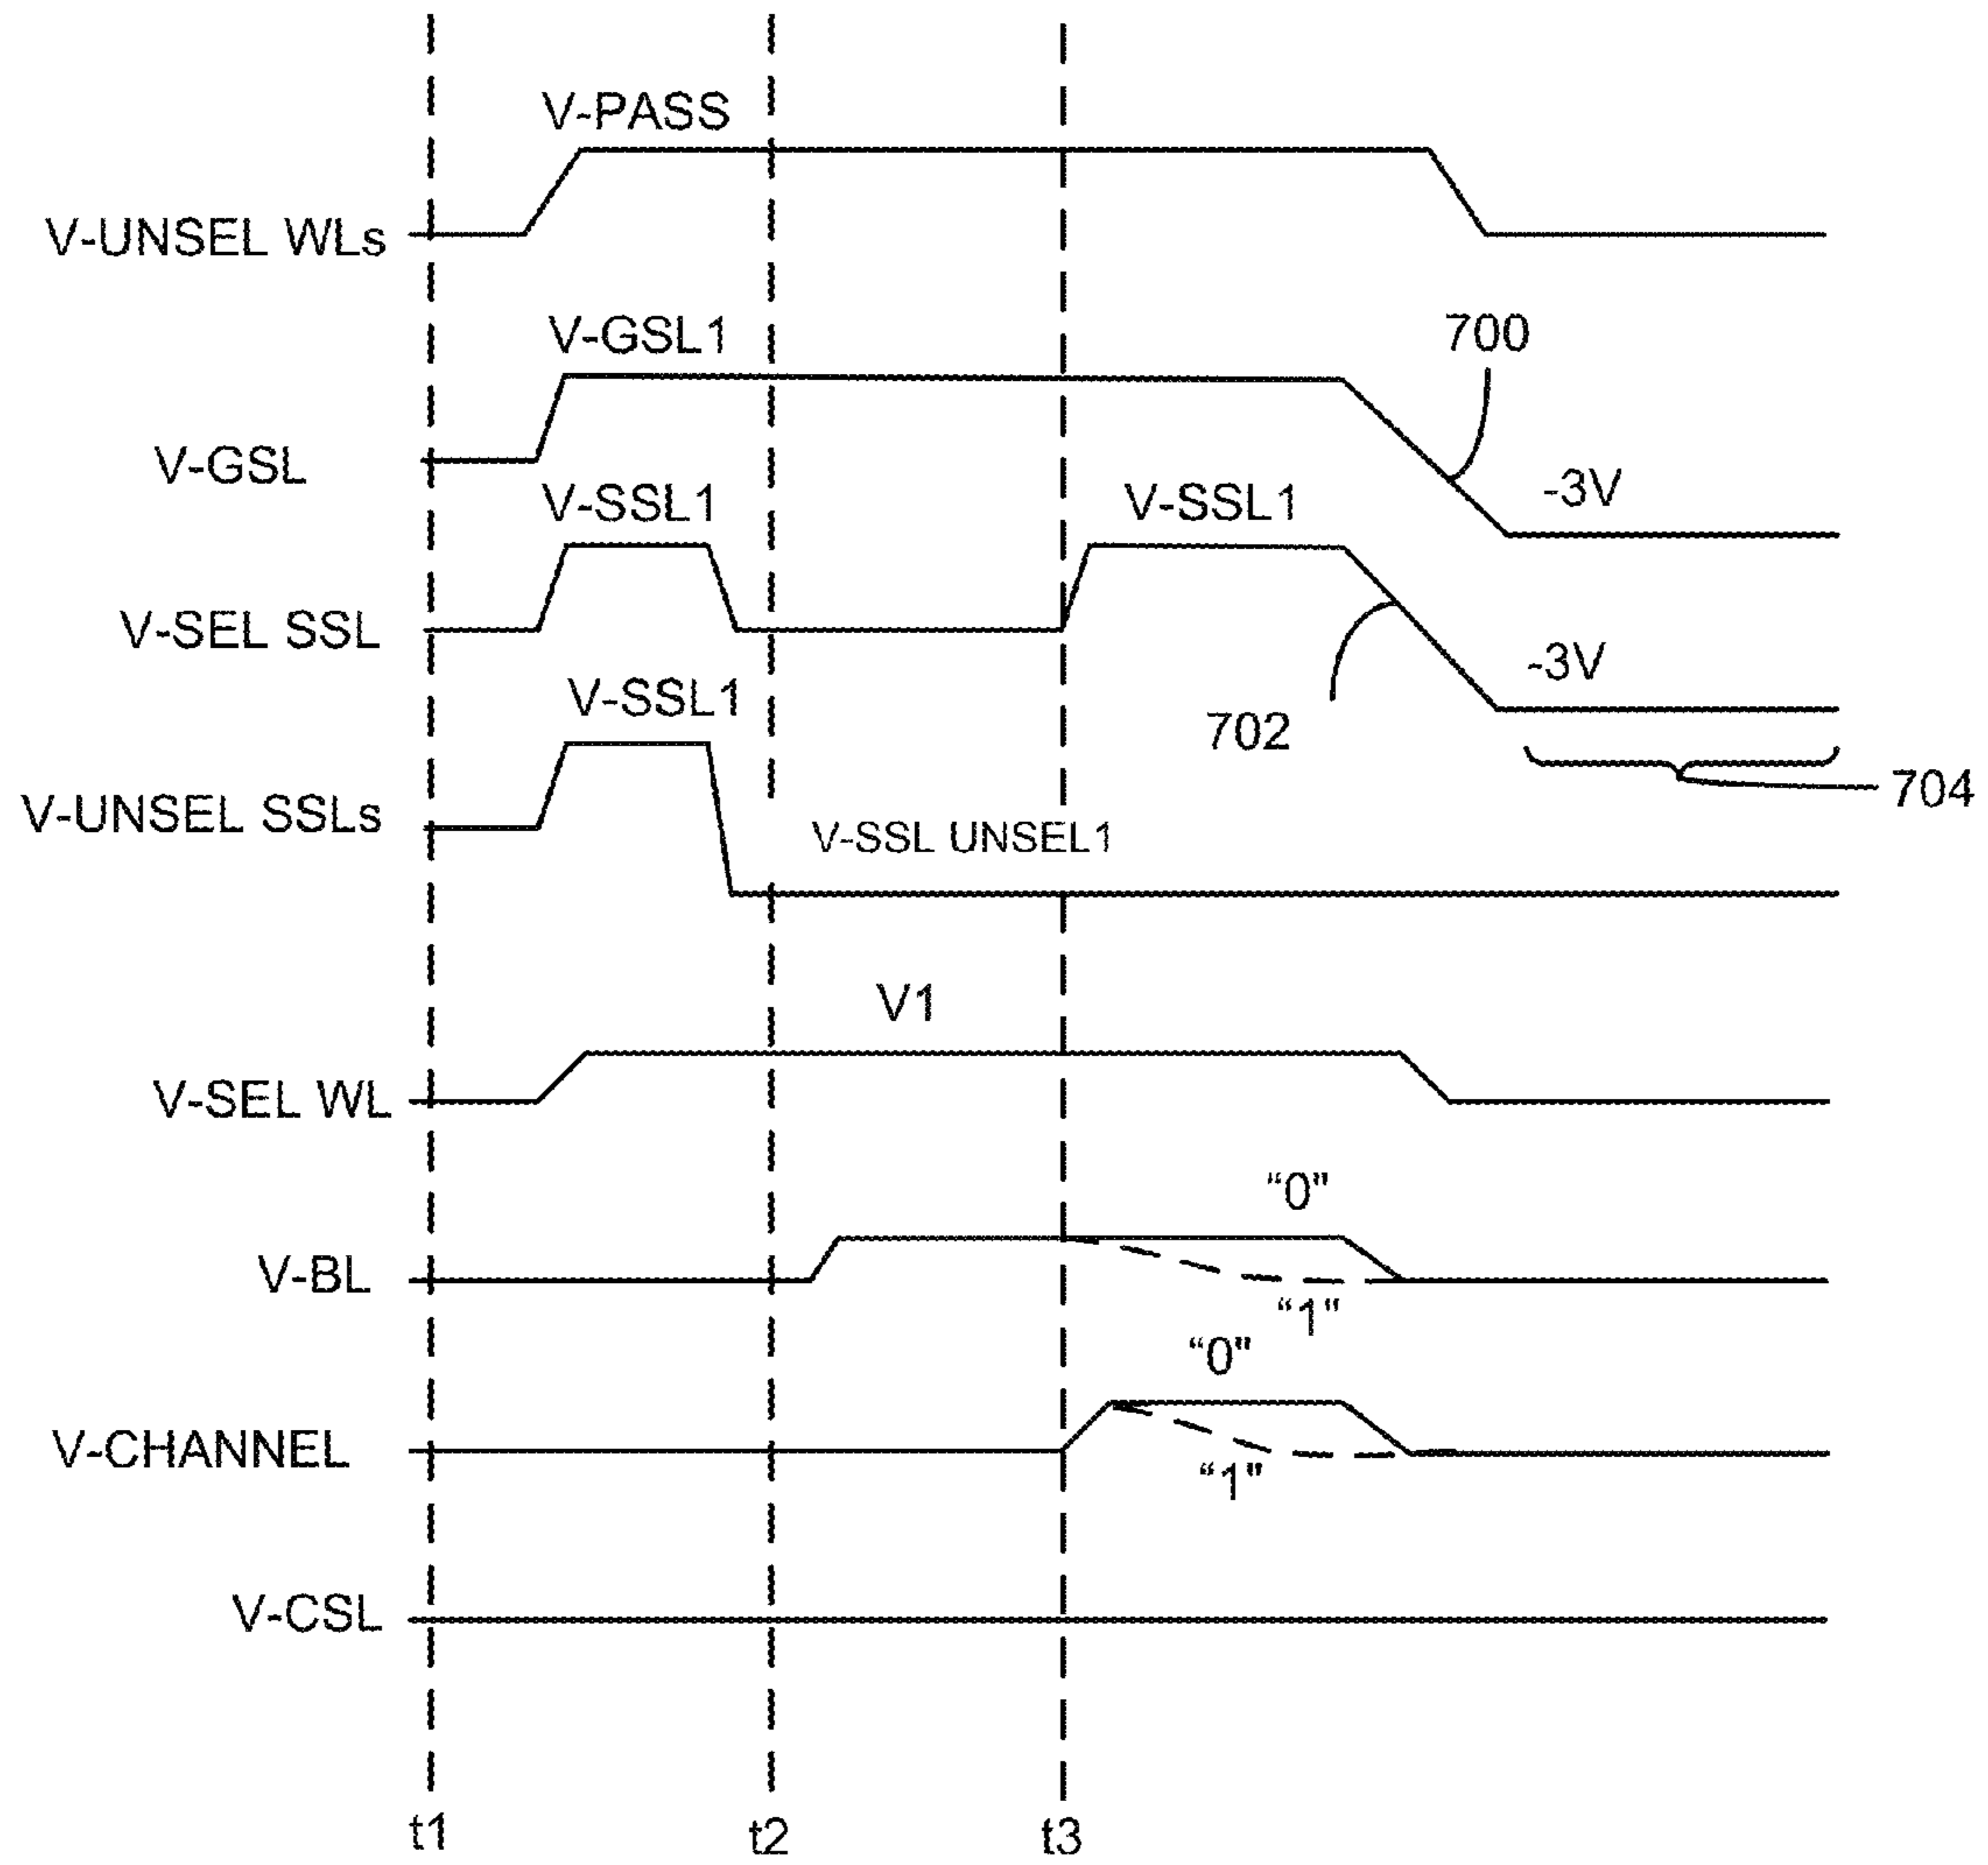 V-PASS
V-UNSEL WLs
V-GSL1
700
V-GSL
-3V
V-SSL1
V-SSL1
V-SEL SSL
-3V
V-SSL1
702
V-UNSEL SSLs
704
V-SSL UNSEL1
V1
V-SEL WL
“0”
V-BL
“1”
“0”
V-CHANNEL
“1”
V-CSL
t1
t2
t3